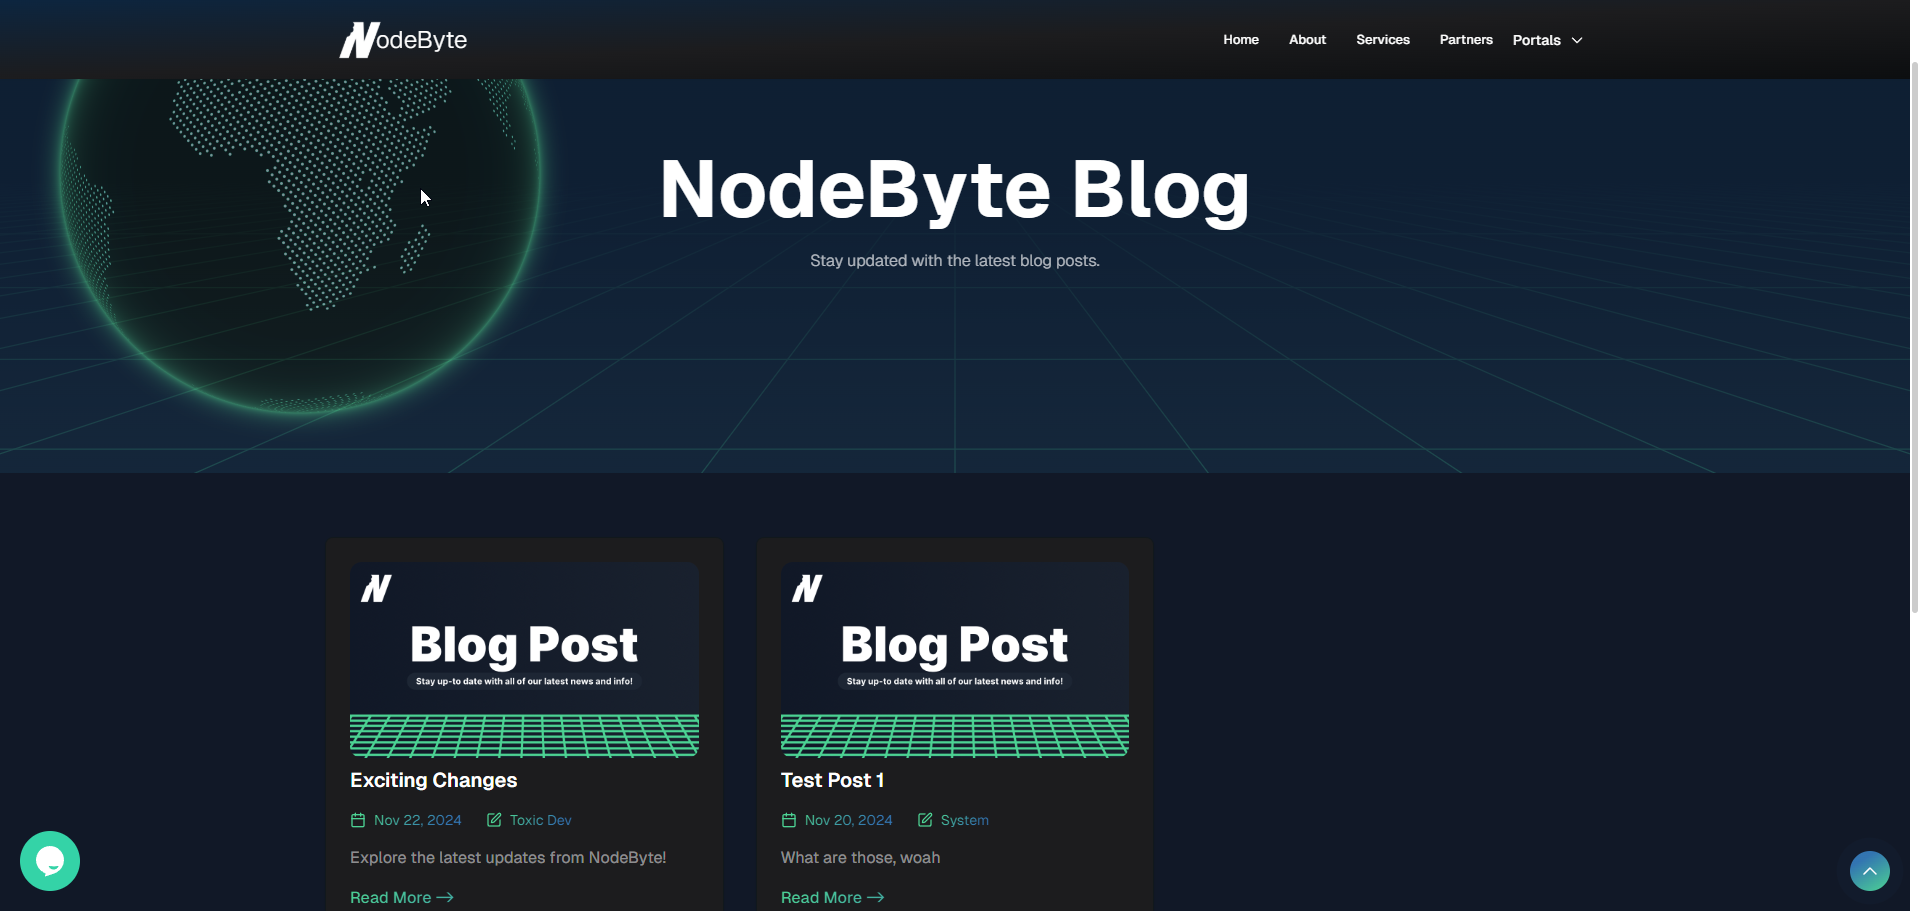 NodeByte
Home About Services Partners Portals
NodeByte Blog
Stay updated with the latest blog posts.
N
Blog Post
Stay up-to date with all of our latest news and info!
Exciting Changes
Nov 22, 2024 Toxic Dev
Explore the latest updates from NodeByte!
Read More
N
Blog Post
Stay up-to date with all of our latest news and info!
Test Post 1
Nov 20, 2024 System
What are those, woah
Read More